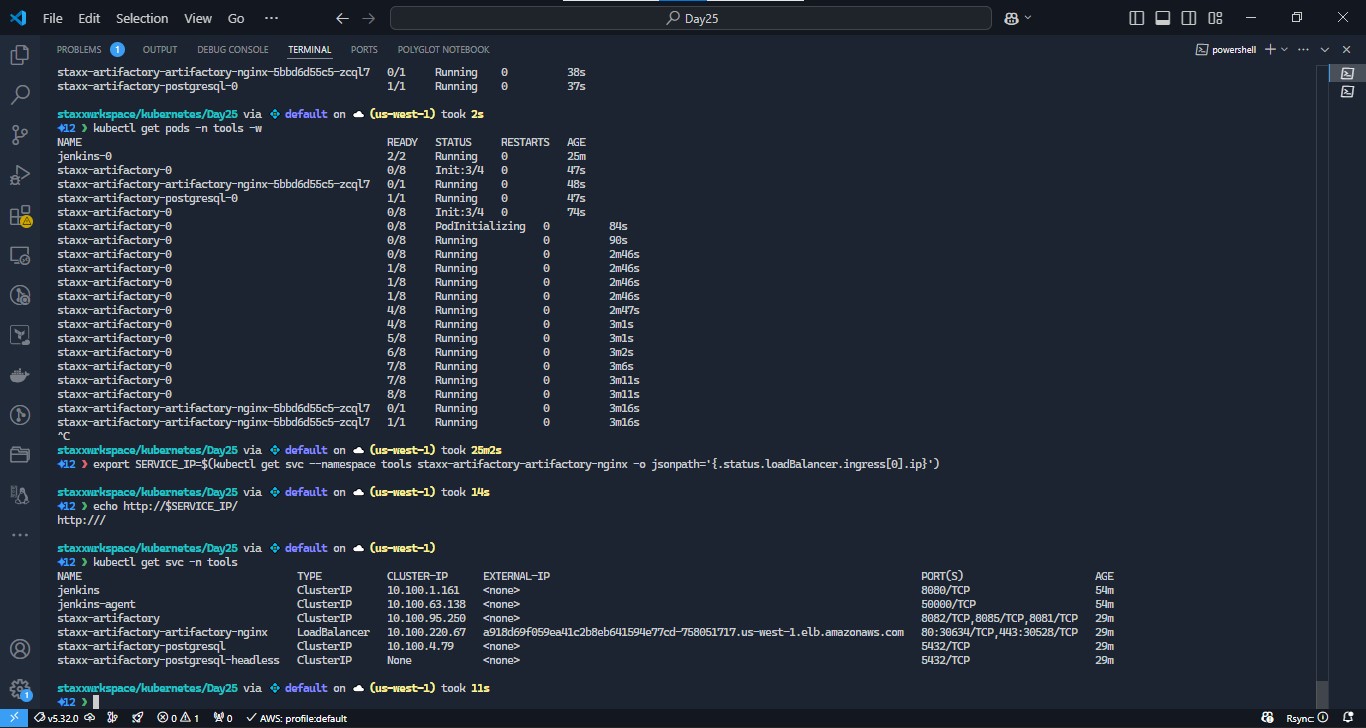 File Edit Selection View Go ··· Day25
PROBLEMS 1 OUTPUT DEBUG CONSOLE TERMINAL PORTS POLYGLOT NOTEBOOK powershell
staxx-artifactory-artifactory-nginx-5bbd6d55c5-zcql7 0/1 Running 0 38s
staxx-artifactory-postgresql-0 1/1 Running 0 37s
staxxwrkspace/kubernetes/Day25 via default on (us-west-1) took 2s
12 ❯ kubectl get pods -n tools -w
NAME READY STATUS RESTARTS AGE
jenkins-0 2/2 Running 0 25m
staxx-artifactory-0 0/8 Init:3/4 0 47s
staxx-artifactory-artifactory-nginx-5bbd6d55c5-zcql7 0/1 Running 0 48s
staxx-artifactory-postgresql-0 1/1 Running 0 47s
staxx-artifactory-0 0/8 Init:3/4 0 74s
staxx-artifactory-0 0/8 PodInitializing 0 84s
staxx-artifactory-0 0/8 Running 0 90s
staxx-artifactory-0 0/8 Running 0 2m46s
staxx-artifactory-0 1/8 Running 0 2m46s
staxx-artifactory-0 1/8 Running 0 2m46s
staxx-artifactory-0 1/8 Running 0 2m46s
staxx-artifactory-0 4/8 Running 0 2m47s
staxx-artifactory-0 4/8 Running 0 3m1s
staxx-artifactory-0 5/8 Running 0 3m1s
staxx-artifactory-0 6/8 Running 0 3m2s
staxx-artifactory-0 7/8 Running 0 3m6s
staxx-artifactory-0 7/8 Running 0 3m11s
staxx-artifactory-0 8/8 Running 0 3m11s
staxx-artifactory-artifactory-nginx-5bbd6d55c5-zcql7 0/1 Running 0 3m16s
staxx-artifactory-artifactory-nginx-5bbd6d55c5-zcql7 1/1 Running 0 3m16s
^C
staxxwrkspace/kubernetes/Day25 via default on (us-west-1) took 25m2s
12 ❯ export SERVICE_IP=$(kubectl get svc --namespace tools staxx-artifactory-artifactory-nginx -o jsonpath='{.status.loadBalancer.ingress[0].ip}')
staxxwrkspace/kubernetes/Day25 via default on (us-west-1) took 14s
12 ❯ echo http://$SERVICE_IP/
http:///
staxxwrkspace/kubernetes/Day25 via default on (us-west-1)
12 ❯ kubectl get svc -n tools
NAME TYPE CLUSTER-IP EXTERNAL-IP PORT(S) AGE
jenkins ClusterIP 10.100.1.161 <none> 8080/TCP 54m
jenkins-agent ClusterIP 10.100.63.138 <none> 50000/TCP 54m
staxx-artifactory ClusterIP 10.100.95.250 <none> 8082/TCP,8085/TCP,8081/TCP 29m
staxx-artifactory-artifactory-nginx LoadBalancer 10.100.220.67 a918d69f059ea41c2b8eb641594e77cd-758051717.us-west-1.elb.amazonaws.com 80:30634/TCP,443:30528/TCP 29m
staxx-artifactory-postgresql ClusterIP 10.100.4.79 <none> 5432/TCP 29m
staxx-artifactory-postgresql-headless ClusterIP None <none> 5432/TCP 29m
staxxwrkspace/kubernetes/Day25 via default on (us-west-1) took 11s
12 ❯
1
v5.32.0 0 1 0 AWS: profile:default Rsync: